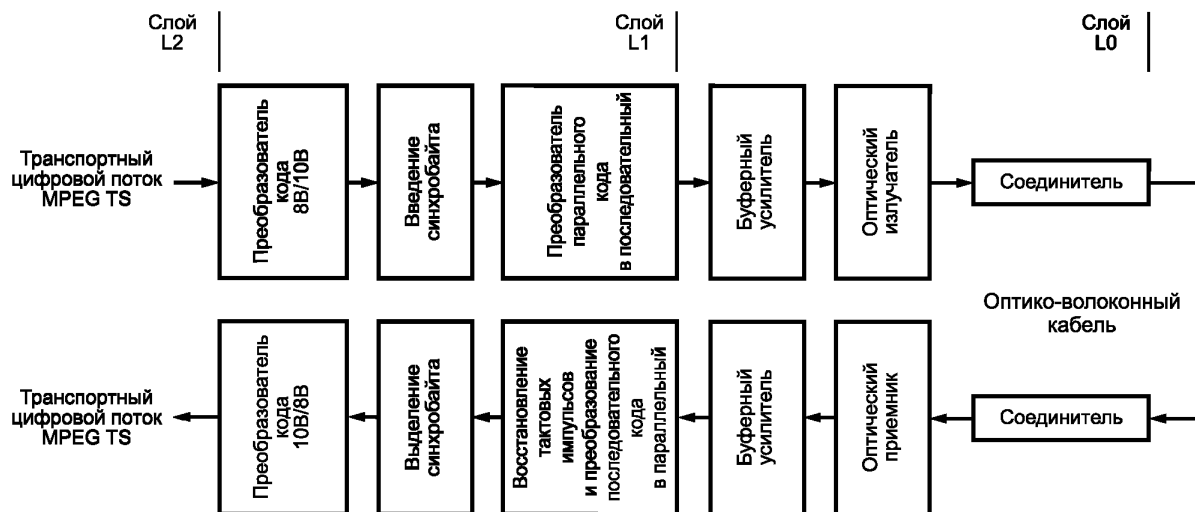 Слой
L2
Слой
L1
Слой
L0
Транспортный
цифровой поток
MPEG TS
Преобразователь
кода
8B/10B
Введение
синхробайта
Преобразователь
параллельного
кода
в последовательный
Буферный
усилитель
Оптический
излучатель
Соединитель
Оптико-волоконный
кабель
Транспортный
цифровой поток
MPEG TS
Преобразователь
кода
10B/8B
Выделение
синхробайта
Восстановление
тактовых
импульсов
и преобразование
последовательного
кода
в параллельный
Буферный
усилитель
Оптический
приемник
Соединитель